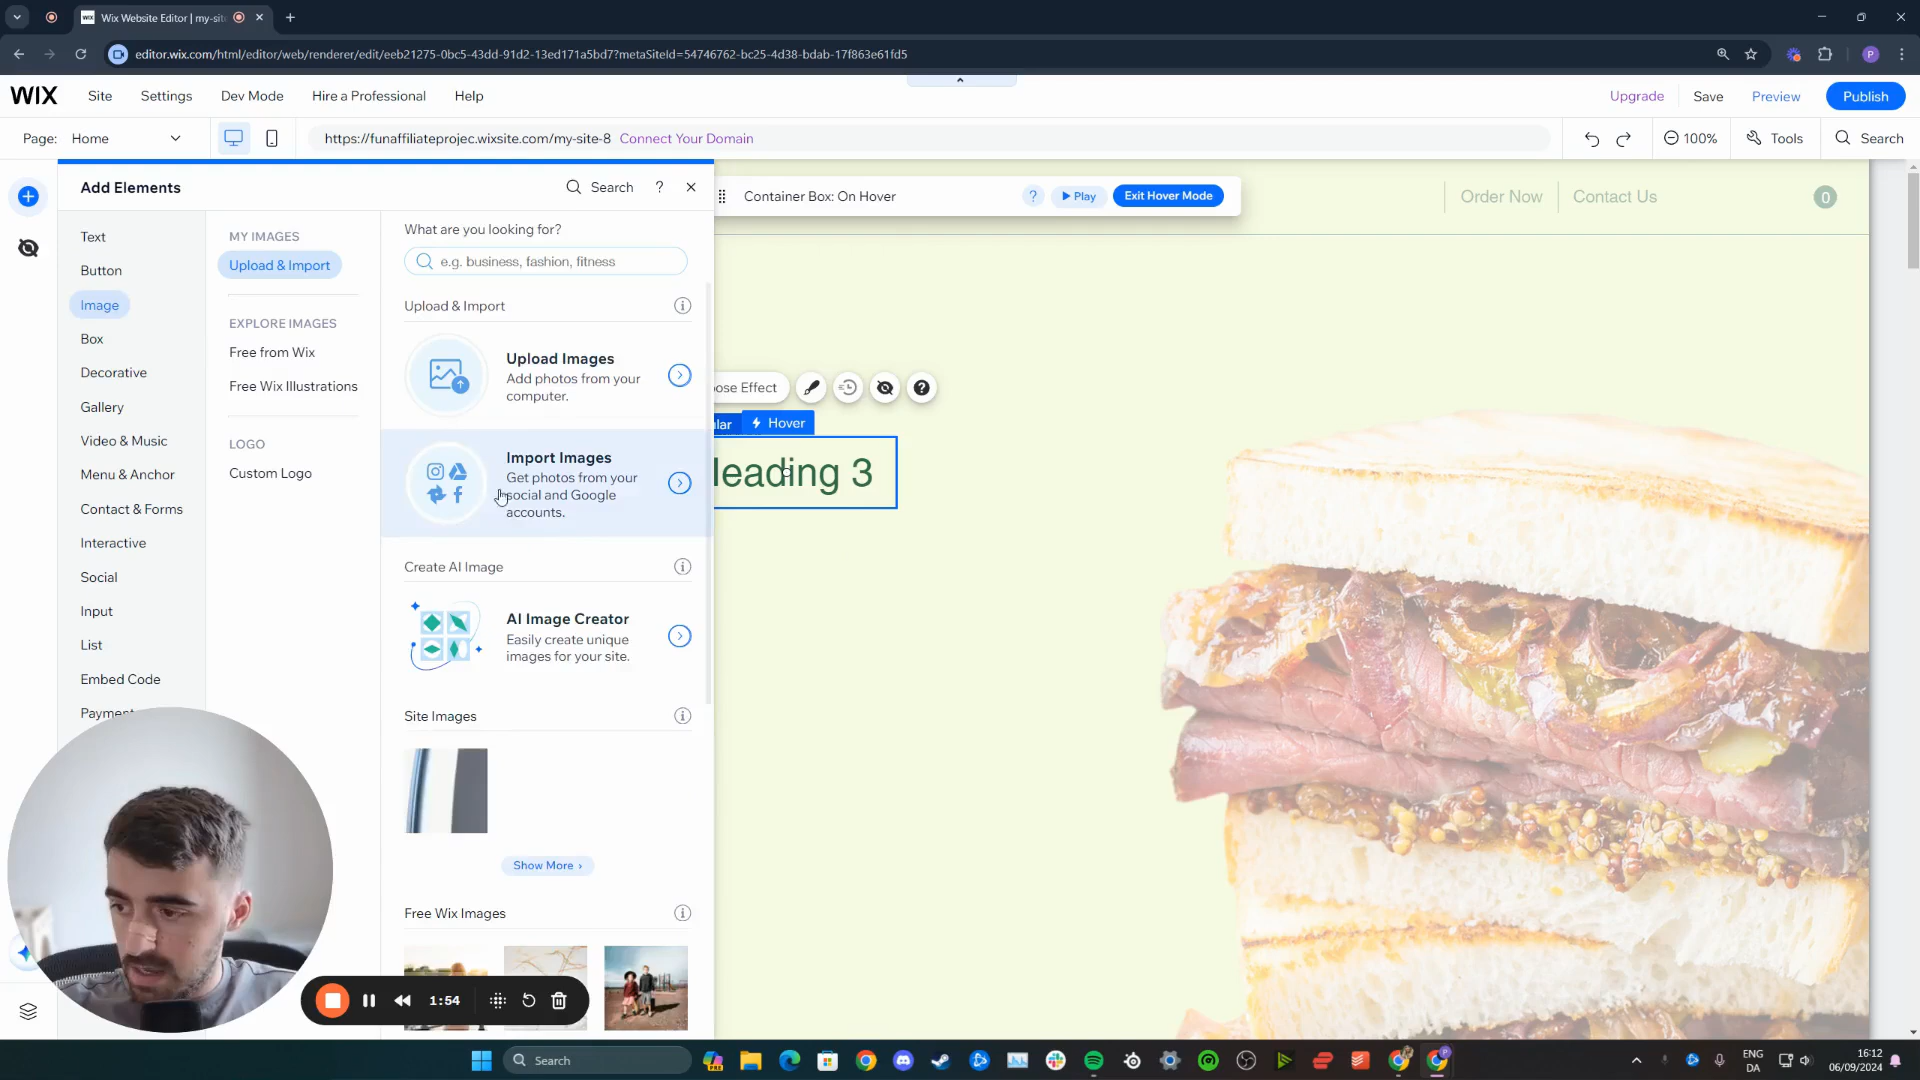 Wix Website Editor | my-sit
editor.wix.com/html/editor/web/renderer/edit/eeb21275-0bc5-43dd-91d2-13ed171a5bd7?metaSiteId=54746762-bc25-4d38-bdab-17f863e61fd5
P
WIX Site Settings Dev Mode Hire a Professional Help Upgrade Save Preview Publish
Page: Home https://funaffiliateprojec.wixsite.com/my-site-8 Connect Your Domain 100% Tools Search
Add Elements Search ?
Container Box: On Hover ? Play Exit Hover Mode
Order Now Contact Us 0
Text
Button
Image
Box
Decorative
Gallery
Video & Music
Menu & Anchor
Contact & Forms
Interactive
Social
Input
List
Embed Code
Payment
MY IMAGES
Upload & Import
EXPLORE IMAGES
Free from Wix
Free Wix Illustrations
LOGO
Custom Logo
What are you looking for?
e.g. business, fashion, fitness
Upload & Import
Upload Images
Add photos from your
computer.
Import Images
Get photos from your
social and Google
accounts.
Create AI Image
AI Image Creator
Easily create unique
images for your site.
Site Images
Show More ›
Free Wix Images
ose Effect
lar Hover
leading 3
1:54
Search
ENG
DA
16:12
06/09/2024